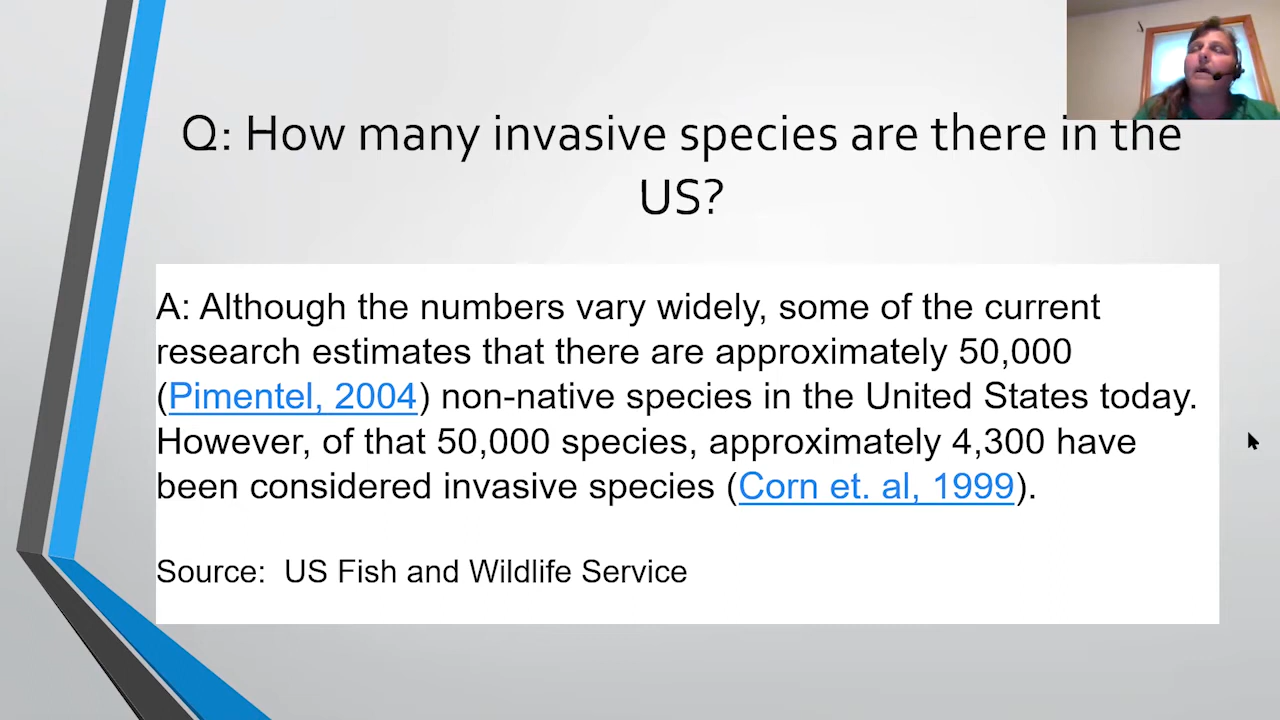 Q: How many invasive species are there in the
US?
A: Although the numbers vary widely, some of the current
research estimates that there are approximately 50,000
(Pimentel, 2004) non-native species in the United States today.
However, of that 50,000 species, approximately 4,300 have
been considered invasive species (Corn et. al, 1999).
Source: US Fish and Wildlife Service